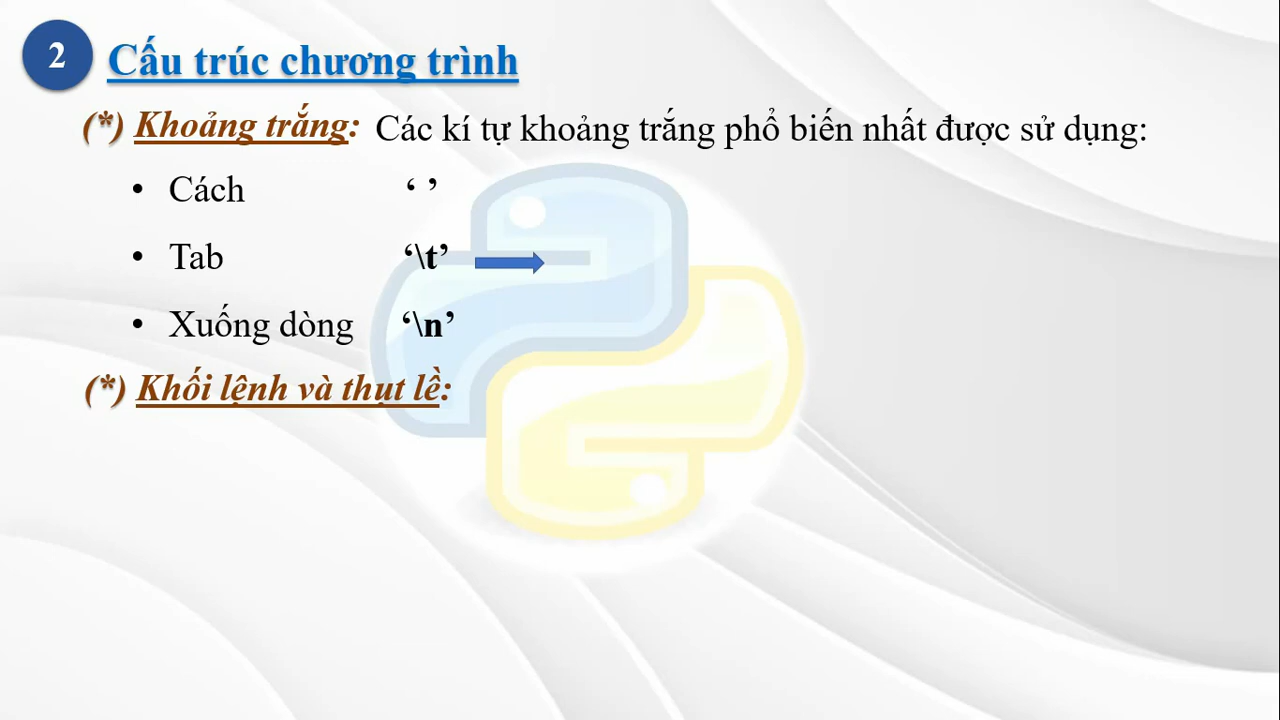 2 Cấu trúc chương trình
(*) Khoảng trắng: Các kí tự khoảng trắng phổ biến nhất được sử dụng:
• Cách ‘ ’
• Tab ‘\t’
• Xuống dòng ‘\n’
(*) Khối lệnh và thụt lề: